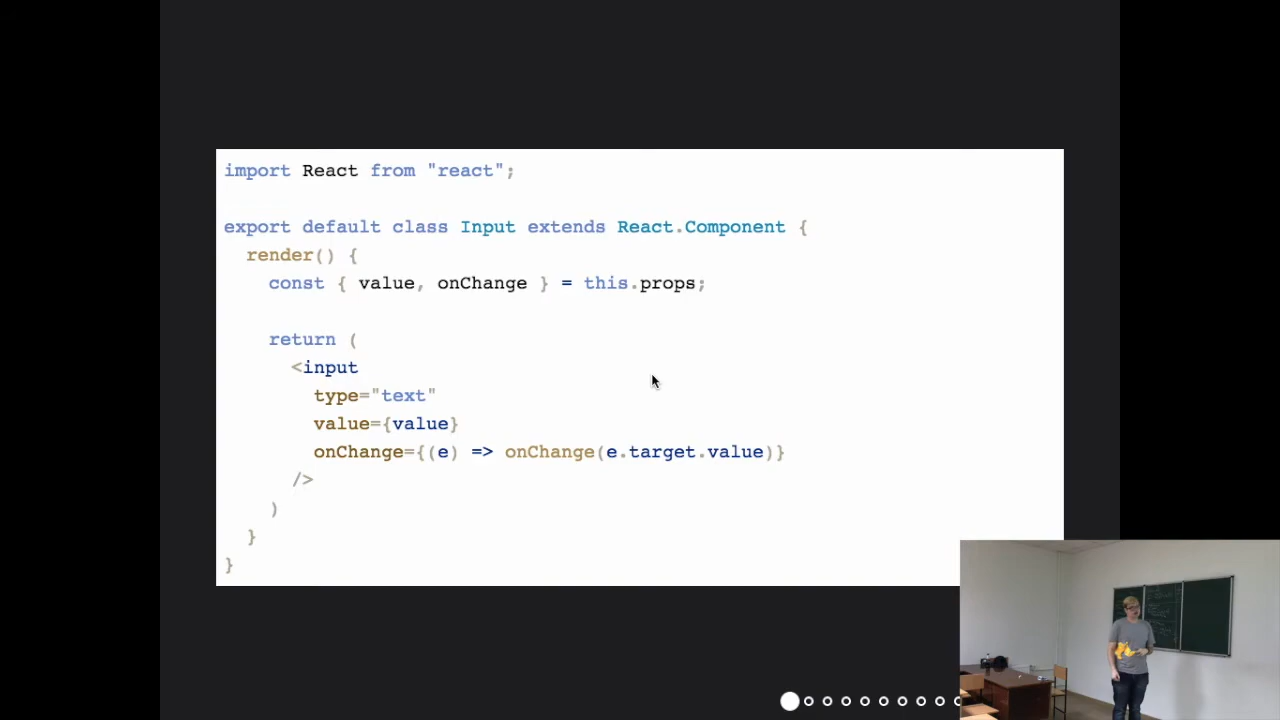 import React from "react";
export default class Input extends React.Component {
render() {
const { value, onChange } = this.props;
return (
<input
type="text"
value={value}
onChange={(e) => onChange(e.target.value)}
/>
)
}
}